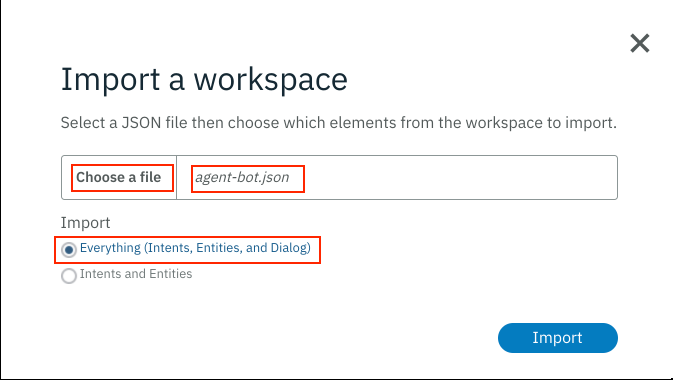 Import a workspace
Select a JSON file then choose which elements from the workspace to import.
Choose a file agent-bot.json
Import
Everything (Intents, Entities, and Dialog)
Intents and Entities
Import